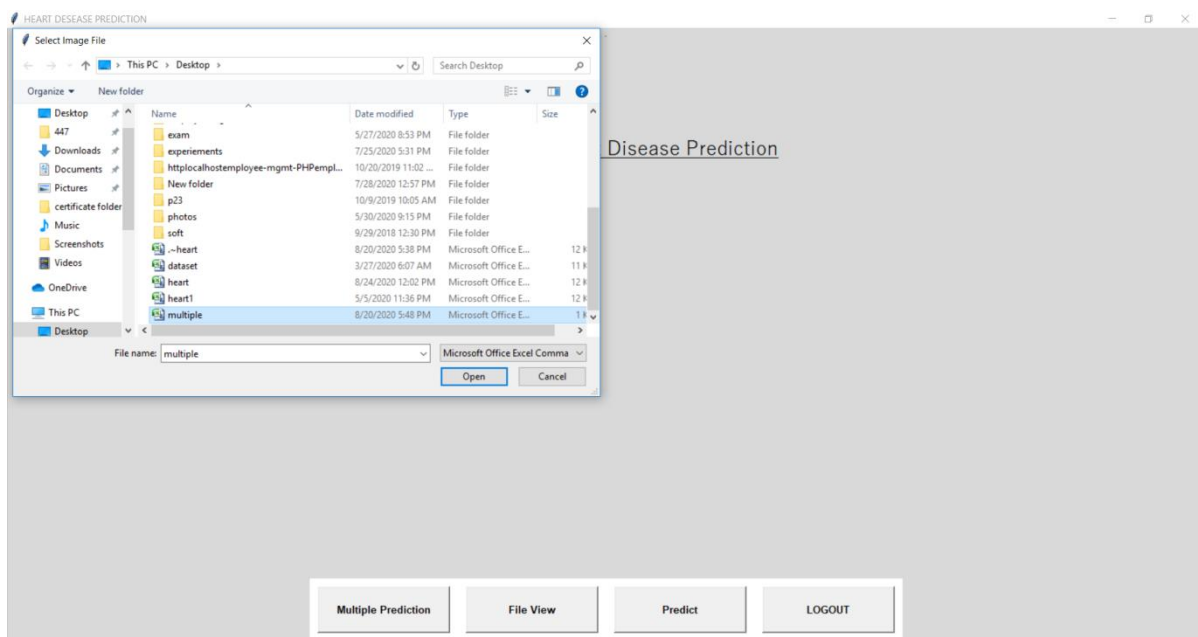 HEART DESEASE PREDICTION
Select Image File
This PC > Desktop >
Search Desktop
Organize
New folder
Desktop
447
Downloads
Documents
Pictures
certificate folder
Music
Screenshots
Videos
OneDrive
This PC
Desktop
Name Date modified Type Size
exam 5/27/2020 8:53 PM File folder
experiements 7/25/2020 5:31 PM File folder
httplocalhostemployee-mgmt-PHPempl... 10/20/2019 11:02 ... File folder
New folder 7/28/2020 12:57 PM File folder
p23 10/9/2019 10:05 AM File folder
photos 5/30/2020 9:15 PM File folder
soft 9/29/2018 12:30 PM File folder
.~heart 8/20/2020 5:38 PM Microsoft Office E... 12 K
dataset 3/27/2020 6:07 AM Microsoft Office E... 11 K
heart 8/24/2020 12:02 PM Microsoft Office E... 12 K
heart1 5/5/2020 11:36 PM Microsoft Office E... 12 K
multiple 8/20/2020 5:48 PM Microsoft Office E... 1 K
File name: multiple
Microsoft Office Excel Comma
Open
Cancel
Disease Prediction
Multiple Prediction
File View
Predict
LOGOUT